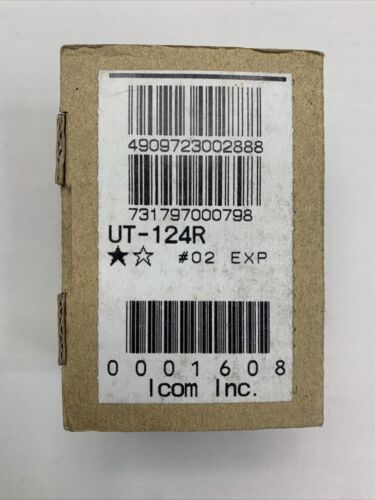 4909723002888
731797000798
UT-124R
★☆ #02 EXP
0001608
Icom Inc.